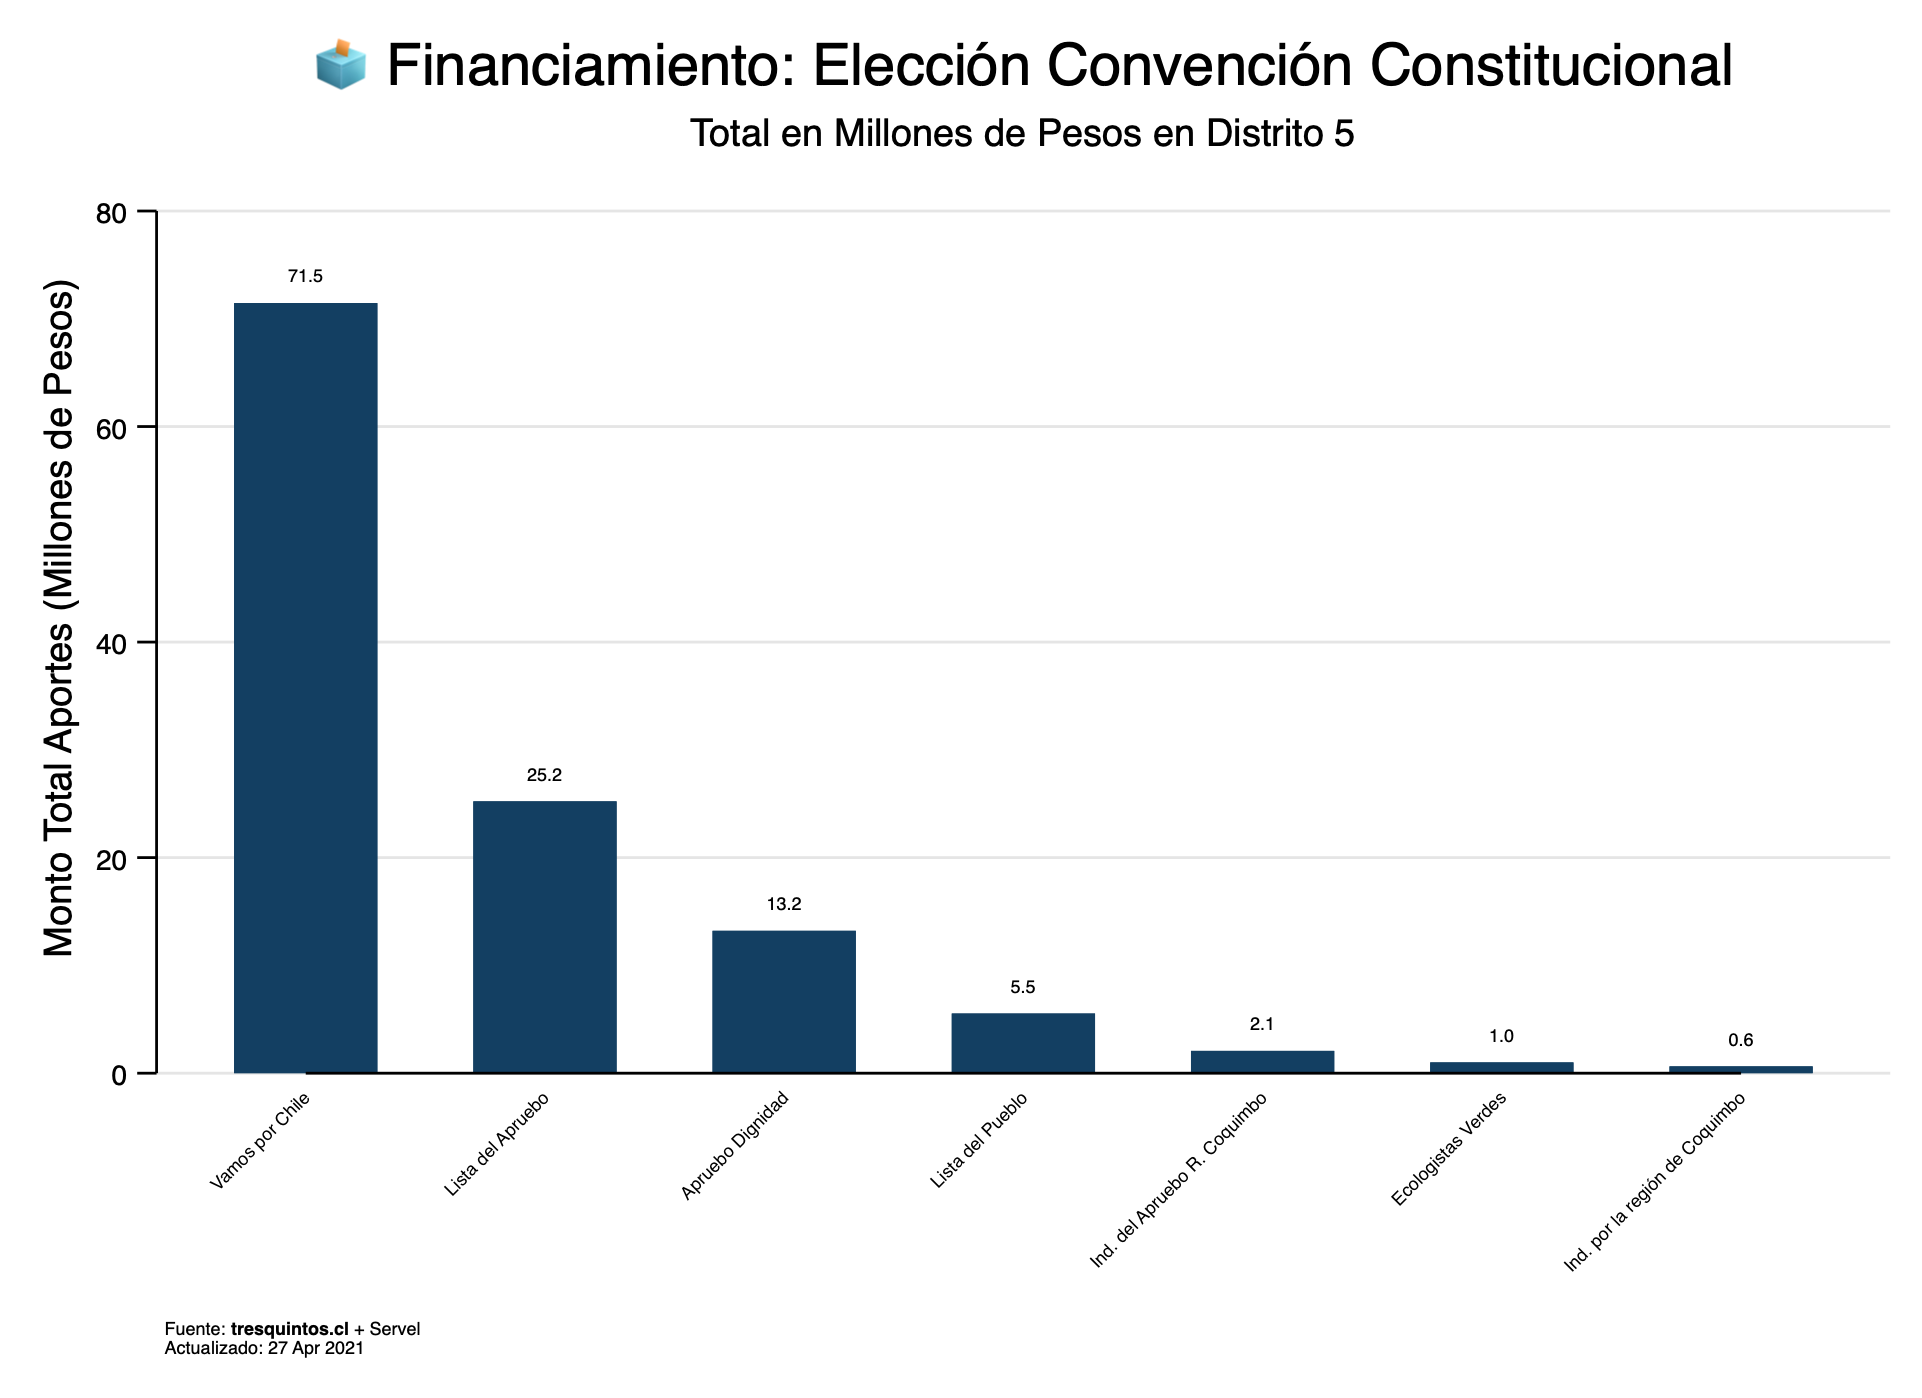 Financiamiento: Elección Convención Constitucional
Total en Millones de Pesos en Distrito 5
Monto Total Aportes (Millones de Pesos)
80
60
40
20
0
71.5
25.2
13.2
5.5
2.1
1.0
0.6
Vamos por Chile
Lista del Apruebo
Apruebo Dignidad
Lista del Pueblo
Ind. del Apruebo R. Coquimbo
Ecologistas Verdes
Ind. por la región de Coquimbo
Fuente: tresquintos.cl + Servel
Actualizado: 27 Apr 2021